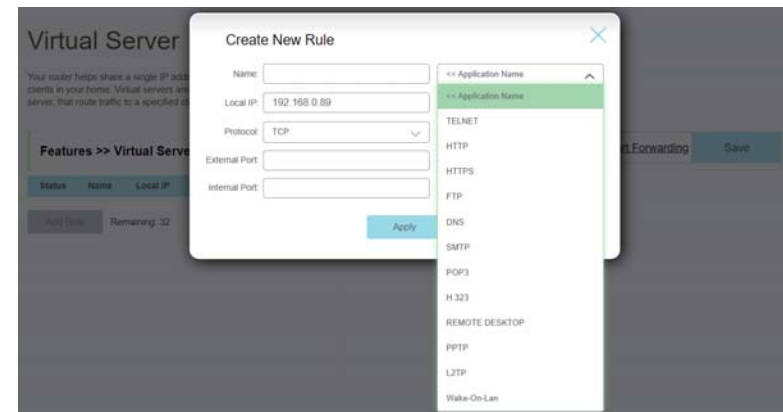 Virtual Server
Your router helps share a single IP
clients in your home. Virtual servers
server, that route traffic to a specified
Features >> Virtual Serve
rt Forwarding
Save
Status Name Local IP
Add Rule Remaining: 32
Create New Rule
Name:
<< Application Name
Local IP: 192.168.0.89
Protocol: TCP
External Port:
Internal Port:
Apply
<< Application Name
TELNET
HTTP
HTTPS
FTP
DNS
SMTP
POP3
H.323
REMOTE DESKTOP
PPTP
L2TP
Wake-On-Lan